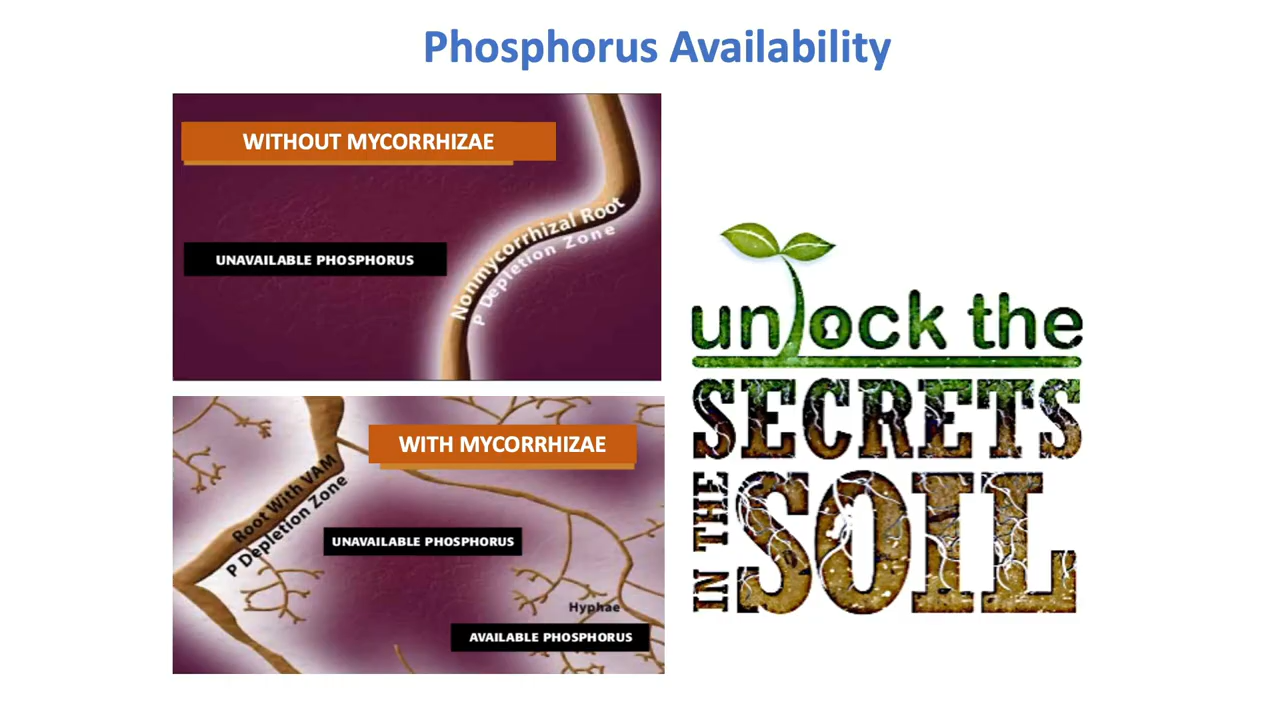 Phosphorus Availability
WITHOUT MYCORRHIZAE
UNAVAILABLE PHOSPHORUS
Nonmycorrhizal Root
P Depletion Zone
WITH MYCORRHIZAE
Root With VAM
P Depletion Zone
UNAVAILABLE PHOSPHORUS
Hyphae
AVAILABLE PHOSPHORUS
unlock the
SECRETS
IN THE
SOIL